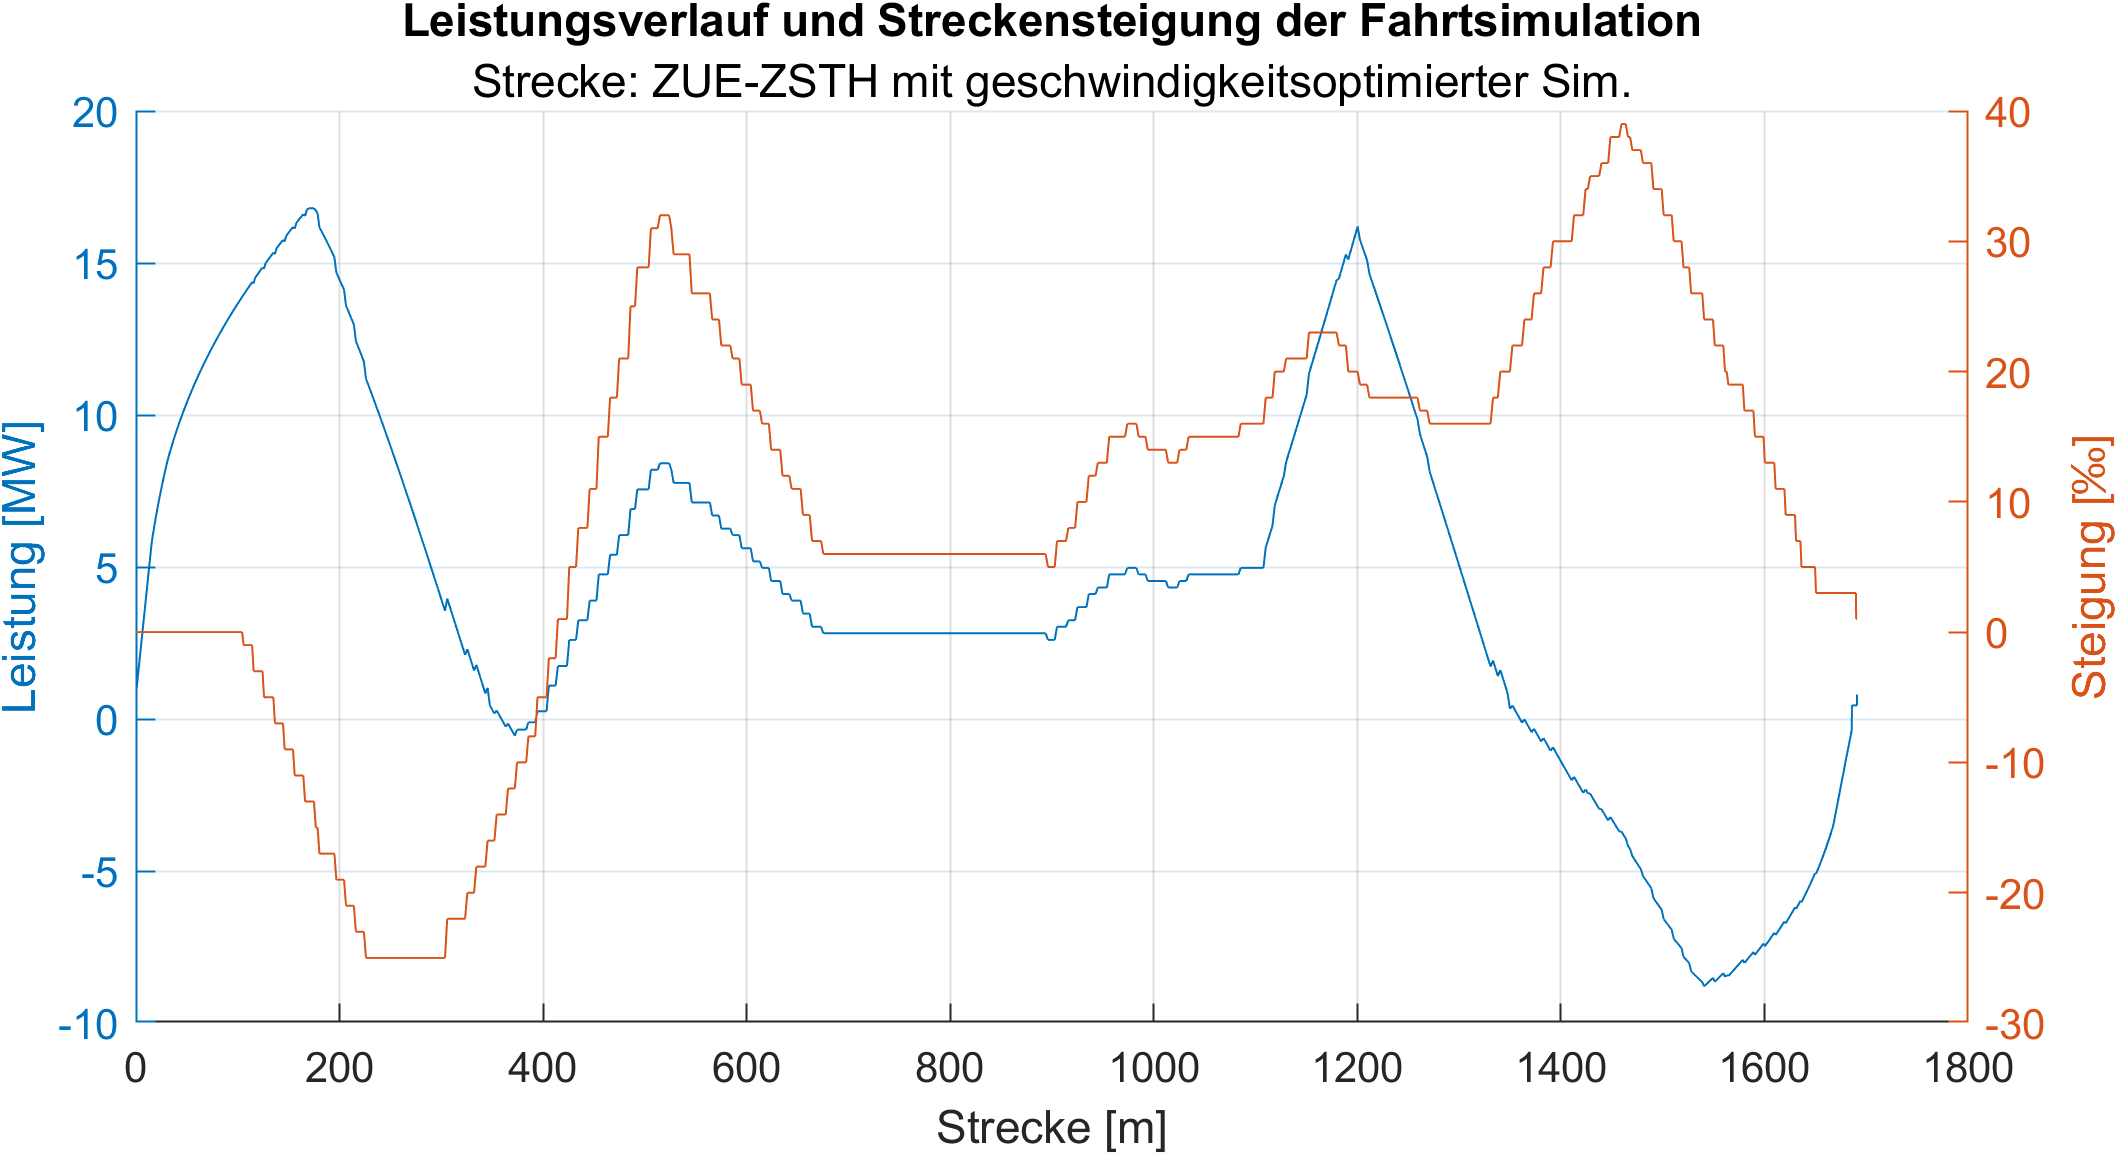 Leistungsverlauf und Streckensteigung der Fahrtsimulation
Strecke: ZUE-ZSTH mit geschwindigkeitsoptimierter Sim.
Leistung [MW]
20
15
10
5
0
-5
-10
0 200 400 600 800 1000 1200 1400 1600 1800
Strecke [m]
40
30
20
10
0
-10
-20
-30
Steigung [‰]